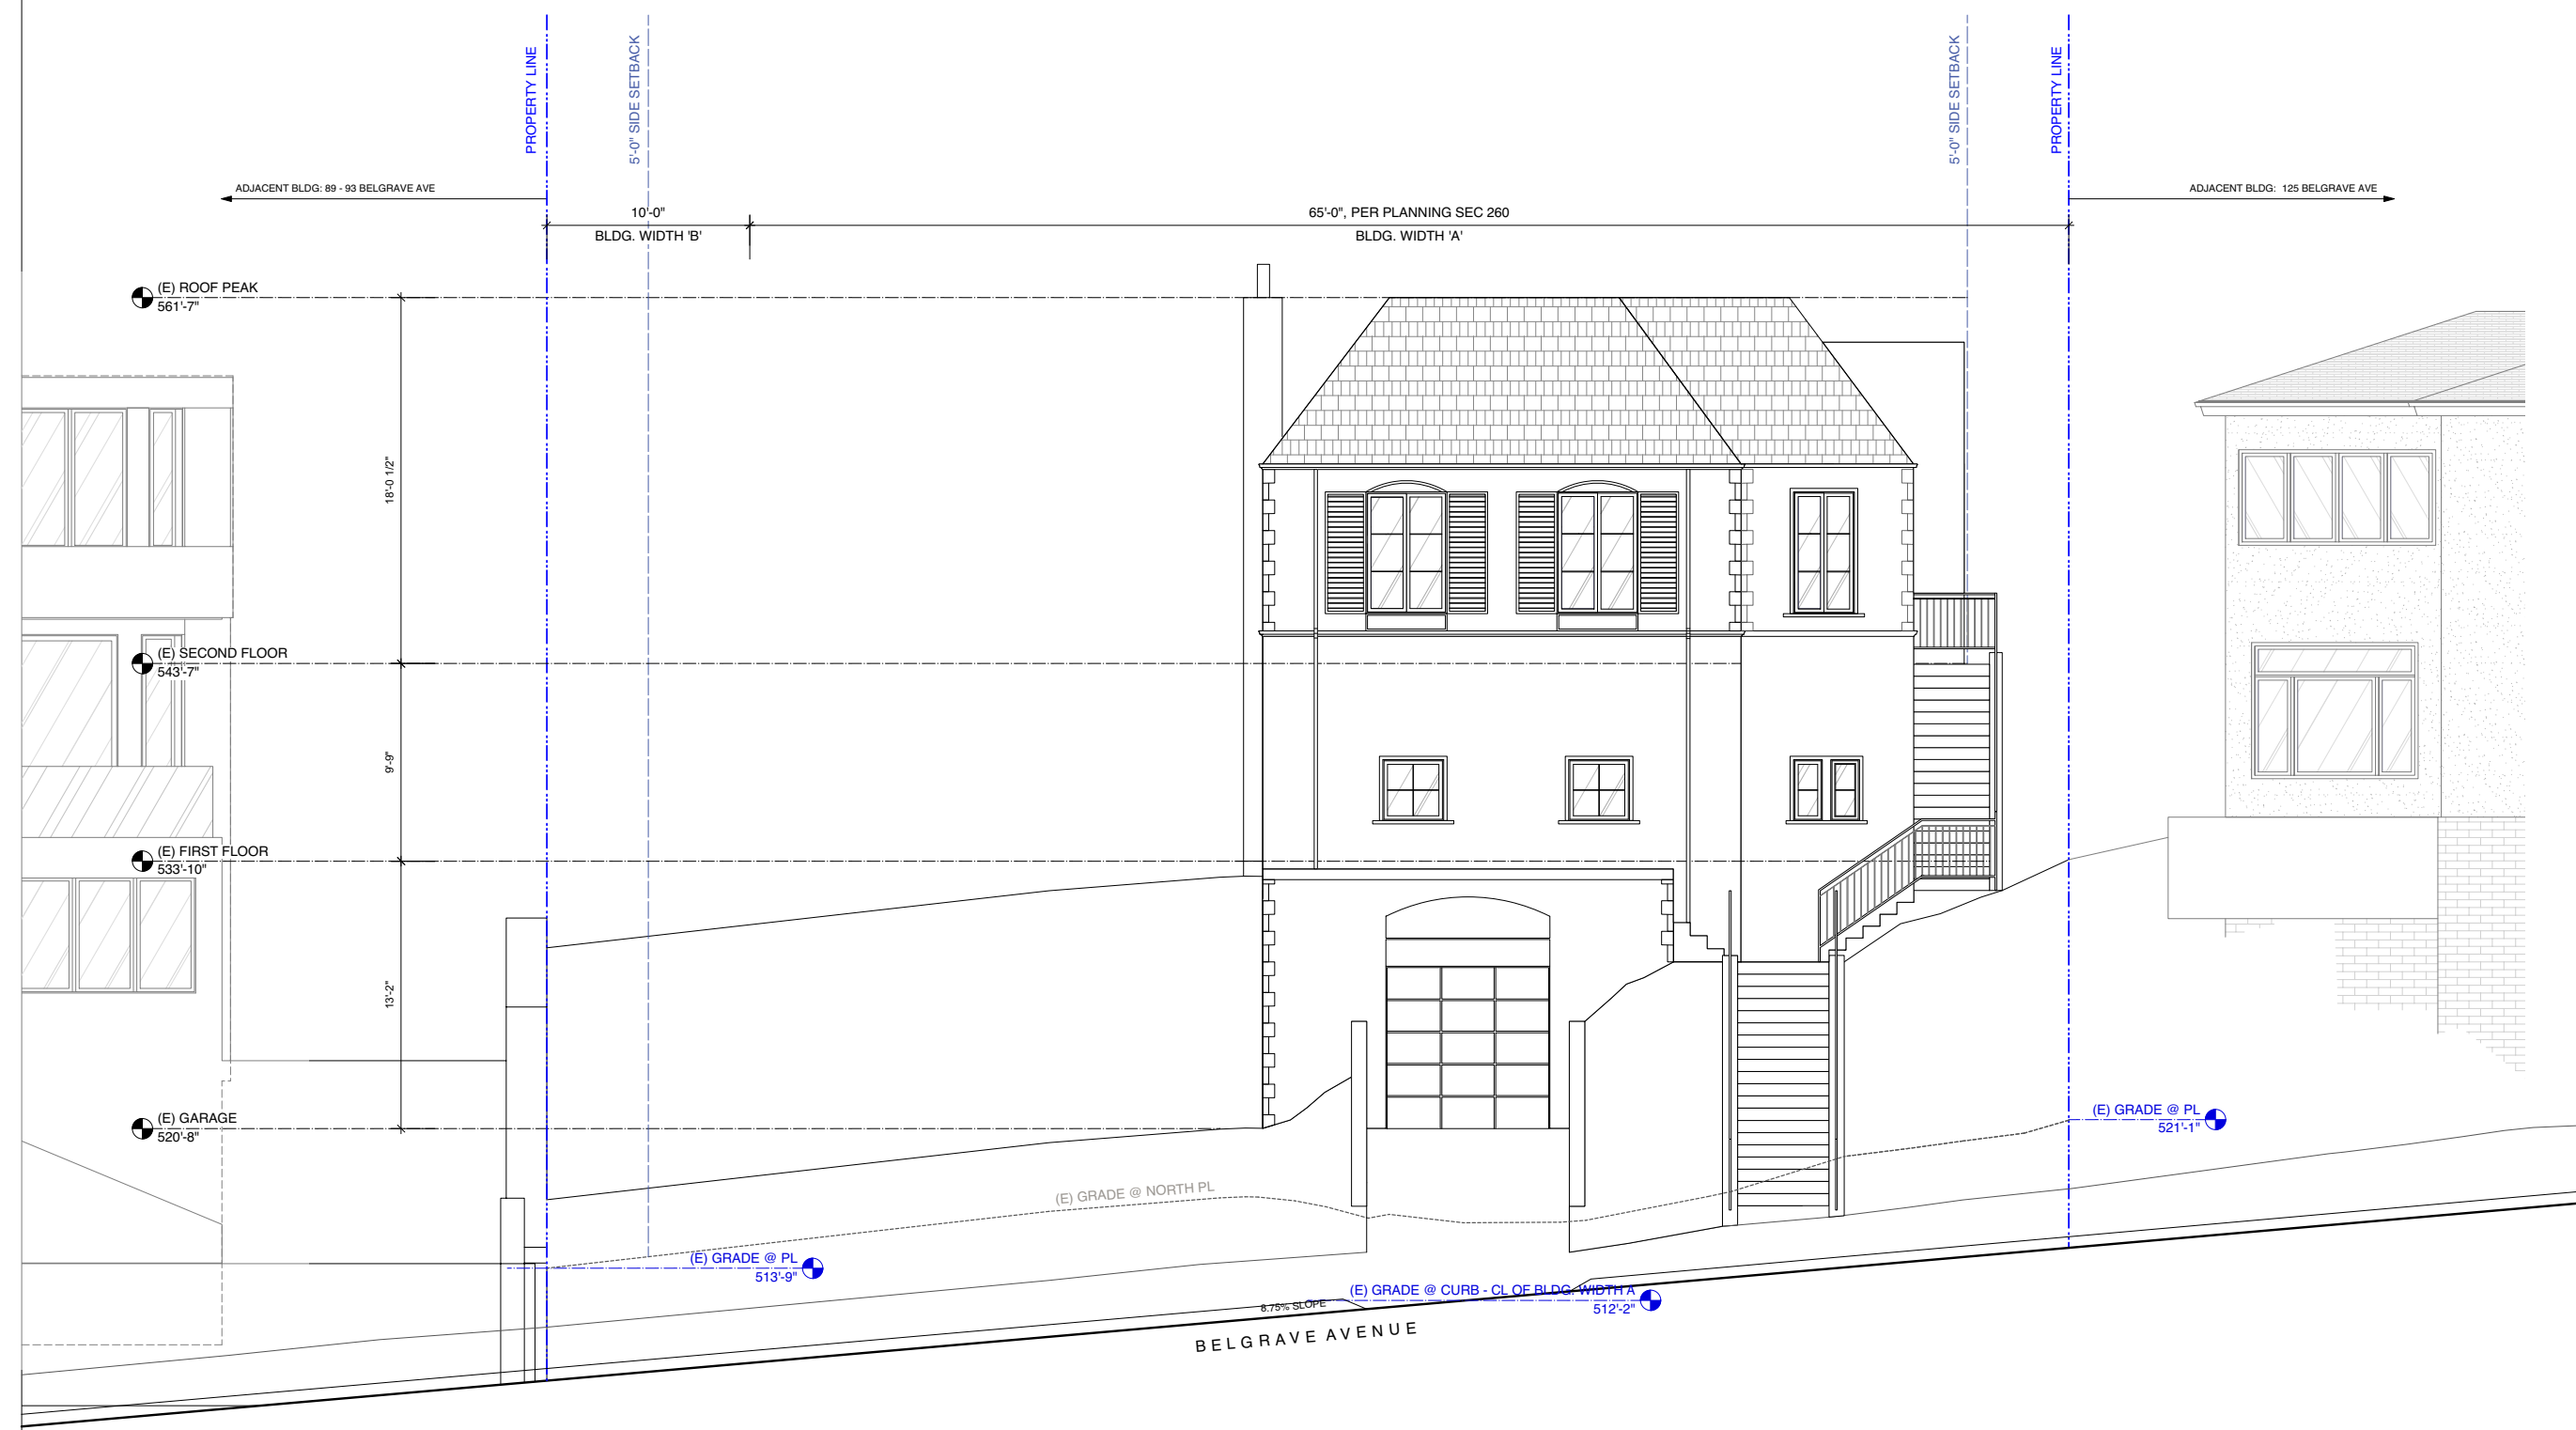 PROPERTY LINE
5'-0" SIDE SETBACK
5'-0" SIDE SETBACK
PROPERTY LINE
ADJACENT BLDG: 89 - 93 BELGRAVE AVE
ADJACENT BLDG: 125 BELGRAVE AVE
10'-0"
BLDG. WIDTH 'B'
65'-0", PER PLANNING SEC 260
BLDG. WIDTH 'A'
(E) ROOF PEAK
561'-7"
18'-0 1/2"
(E) SECOND FLOOR
543'-7"
9'-9"
(E) FIRST FLOOR
533'-10"
13'-2"
(E) GARAGE
520'-8"
(E) GRADE @ PL
521'-1"
(E) GRADE @ NORTH PL
(E) GRADE @ PL
513'-9"
(E) GRADE @ CURB - CL OF BLDG. WIDTH A
512'-2"
8.75% SLOPE
BELGRAVE AVENUE